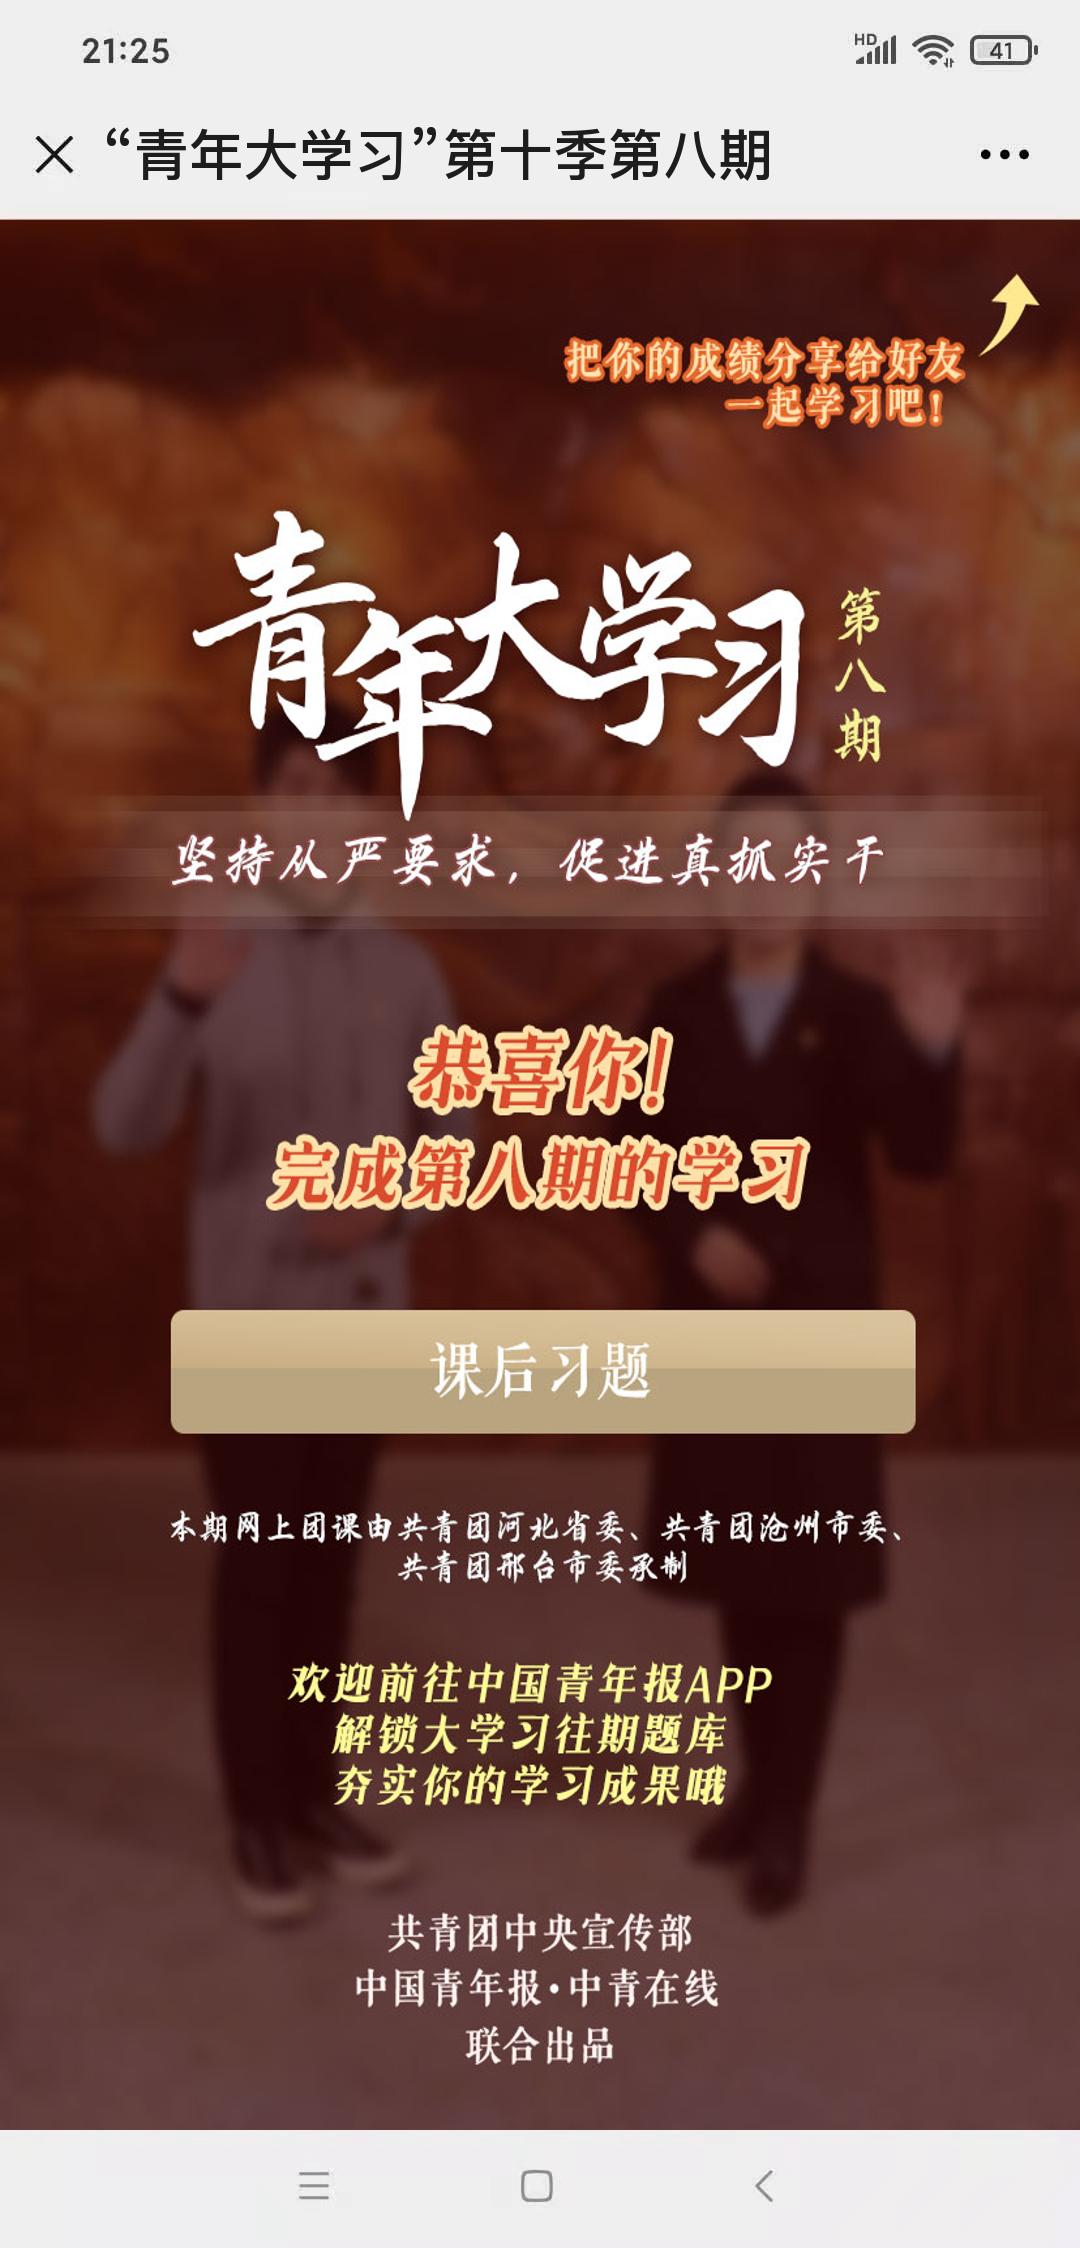 21:25
HD
41
“青年大学习”第十季第八期
把你的成绩分享给好友
一起学习吧！
青年大学习
第八期
坚持从严要求，促进真抓实干
恭喜你！
完成第八期的学习
课后习题
本期网上团课由共青团河北省委、共青团沧州市委、
共青团邢台市委承制
欢迎前往中国青年报APP
解锁大学习往期题库
夯实你的学习成果哦
共青团中央宣传部
中国青年报·中青在线
联合出品